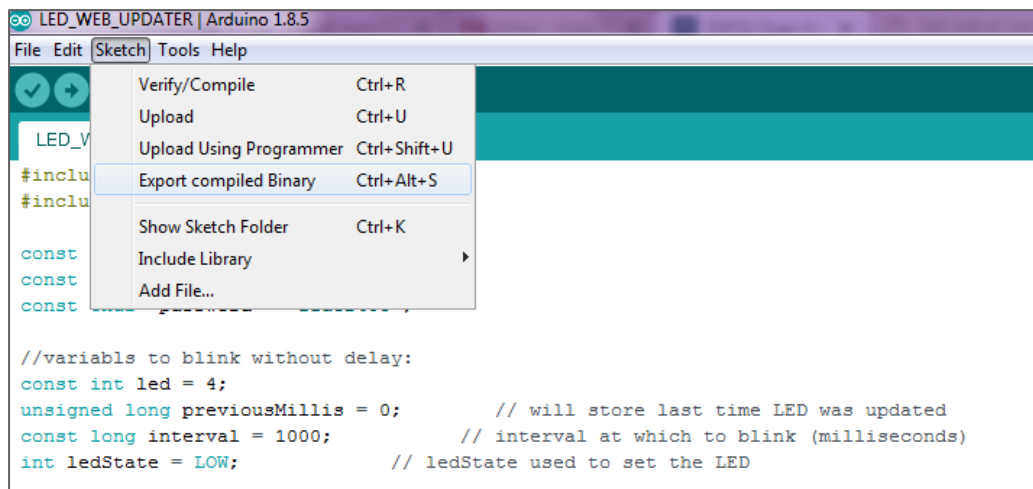 LED_WEB_UPDATER | Arduino 1.8.5
File Edit Sketch Tools Help
Verify/Compile Ctrl+R
Upload Ctrl+U
LED_W
Upload Using Programmer Ctrl+Shift+U
#inclu
Export compiled Binary Ctrl+Alt+S
#inclu
Show Sketch Folder Ctrl+K
const
Include Library
const
Add File...
const
//variabls to blink without delay:
const int led = 4;
unsigned long previousMillis = 0; // will store last time LED was updated
const long interval = 1000; // interval at which to blink (milliseconds)
int ledState = LOW; // ledState used to set the LED